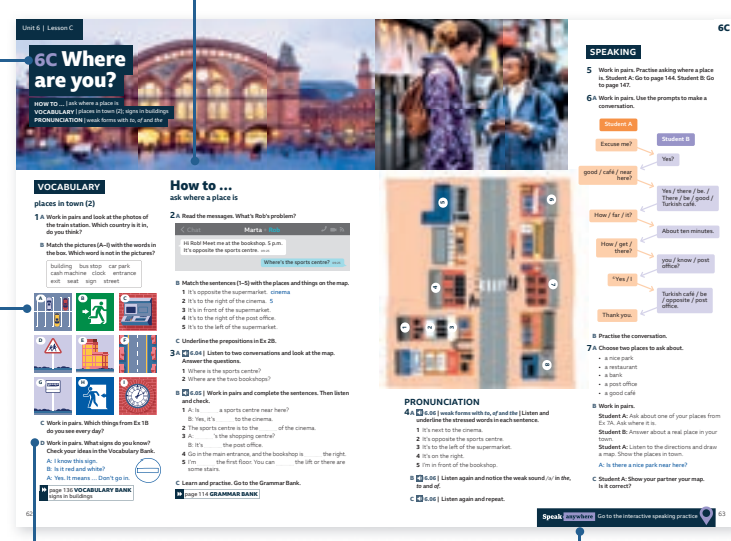 Unit 6 | Lesson C
6C
6C Where
are you?
HOW TO ... | ask where a place is
VOCABULARY | places in town (2); signs in buildings
PRONUNCIATION | weak forms with to, of and the
VOCABULARY
places in town (2)
1 A Work in pairs and look at the photos of
the train station. Which country is it in,
do you think?
B Match the pictures (A–I) with the words in
the box. Which word is not in the pictures?
building bus stop car park
cash machine clock entrance
exit seat sign street
A
B
C
D
E
F
G
H
I
C Work in pairs. Which things from Ex 1B
do you see every day?
D Work in pairs. What signs do you know?
Check your ideas in the Vocabulary Bank.
A: I know this sign.
B: Is it red and white?
A: Yes. It means ... Don't go in.
page 136 VOCABULARY BANK
signs in buildings
62
How to ...
ask where a place is
2 A Read the messages. What's Rob's problem?
Chat
Marta – Rob
Hi Rob! Meet me at the bookshop. 5 p.m.
It's opposite the sports centre.
Where's the sports centre?
B Match the sentences (1–5) with the places and things on the map.
1 It's opposite the supermarket. cinema
2 It's to the right of the cinema. 5
3 It's in front of the supermarket.
4 It's to the right of the post office.
5 It's to the left of the supermarket.
C Underline the prepositions in Ex 2B.
3 A 6.04 | Listen to two conversations and look at the map.
Answer the questions.
1 Where is the sports centre?
2 Where are the two bookshops?
B 6.05 | Work in pairs and complete the sentences. Then listen
and check.
1 A: Is ____ a sports centre near here?
B: Yes, it's ____ to the cinema.
2 The sports centre is to the ____ of the cinema.
3 A: ____'s the shopping centre?
B: It's ____ the post office.
4 Go in the main entrance, and the bookshop is ____ the right.
5 I'm ____ the first floor. You can ____ the lift or there are
some stairs.
C Learn and practise. Go to the Grammar Bank.
page 114 GRAMMAR BANK
5
6
4
7
1
2
3
8
PRONUNCIATION
4 A 6.06 | weak forms with to, of and the | Listen and
underline the stressed words in each sentence.
1 It's next to the cinema.
2 It's opposite the sports centre.
3 It's to the left of the supermarket.
4 It's on the right.
5 I'm in front of the bookshop.
B 6.06 | Listen again and notice the weak sound /ə/ in the,
to and of.
C 6.06 | Listen again and repeat.
SPEAKING
5 Work in pairs. Practise asking where a place
is. Student A: Go to page 144. Student B: Go
to page 147.
6 A Work in pairs. Use the prompts to make a
conversation.
Student A
Student B
Excuse me?
Yes?
good / café / near
here?
Yes / there / be. /
There / be / good /
Turkish café.
How / far / it?
About ten minutes.
How / get /
there?
you / know / post
office?
*Yes / I
Turkish café / be
/ opposite / post
office.
Thank you.
B Practise the conversation.
7 A Choose two places to ask about.
• a nice park
• a restaurant
• a bank
• a post office
• a good café
B Work in pairs.
Student A: Ask about one of your places from
Ex 7A. Ask where it is.
Student B: Answer about a real place in your
town.
Student A: Listen to the directions and draw
a map. Show the places in town.
A: Is there a nice park near here?
C Student A: Show your partner your map.
Is it correct?
Speak anywhere Go to the interactive speaking practice
63